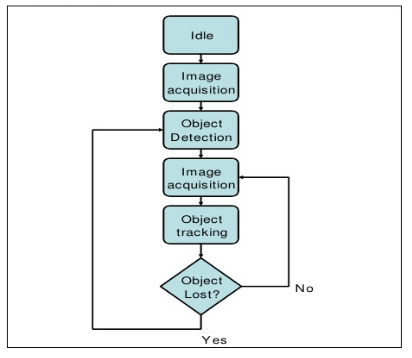 Idle
Image
acquisition
Object
Detection
Image
acquisition
Object
tracking
Object
Lost?
No
Yes